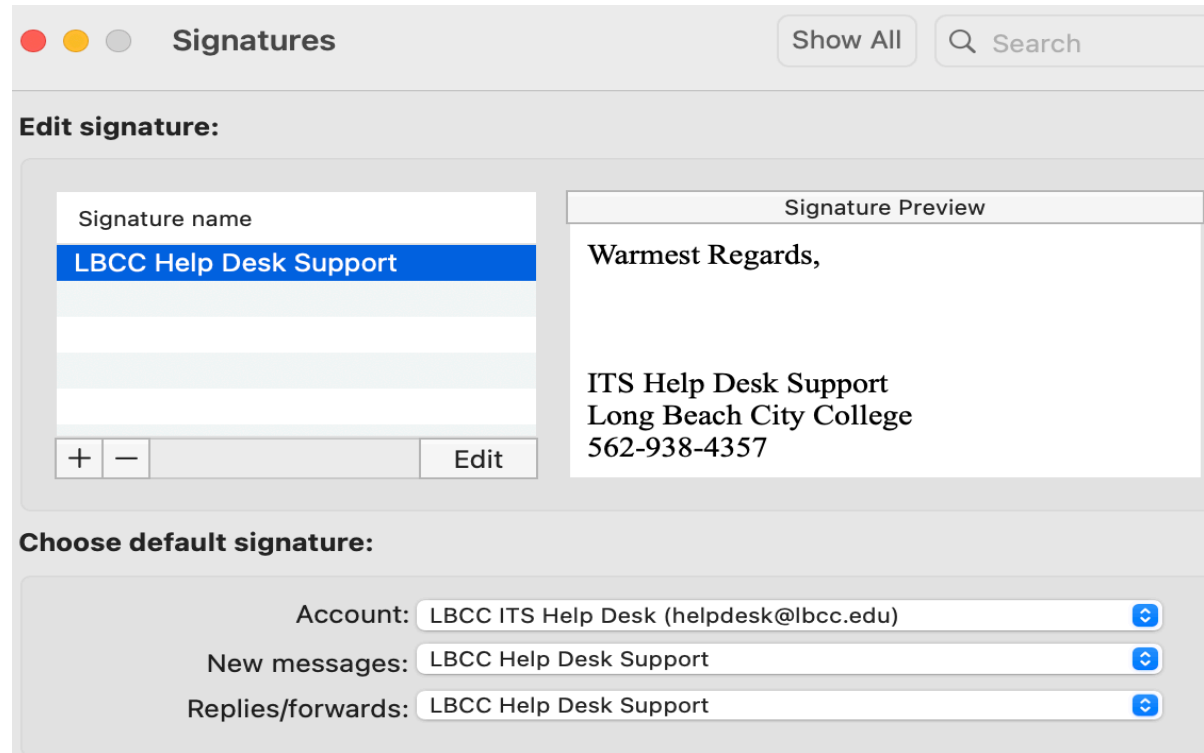 Signatures
Show All
Search
Edit signature:
Signature name
LBCC Help Desk Support
+ −
Edit
Signature Preview
Warmest Regards,
ITS Help Desk Support
Long Beach City College
562-938-4357
Choose default signature:
Account: LBCC ITS Help Desk (helpdesk@lbcc.edu)
New messages: LBCC Help Desk Support
Replies/forwards: LBCC Help Desk Support